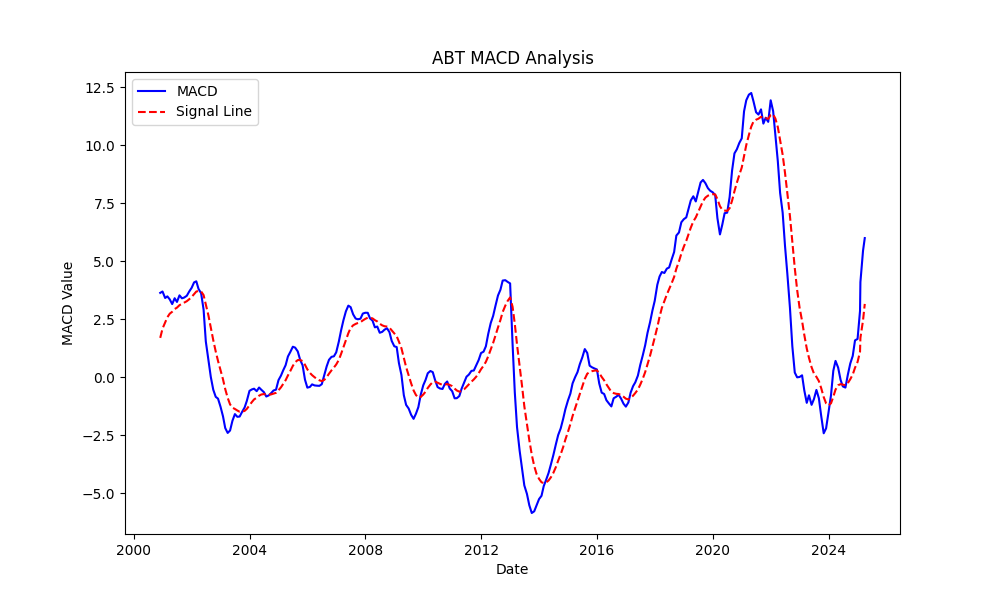 ABT MACD Analysis
MACD
Signal Line
12.5
10.0
7.5
5.0
2.5
0.0
−2.5
−5.0
MACD Value
2000 2004 2008 2012 2016 2020 2024
Date